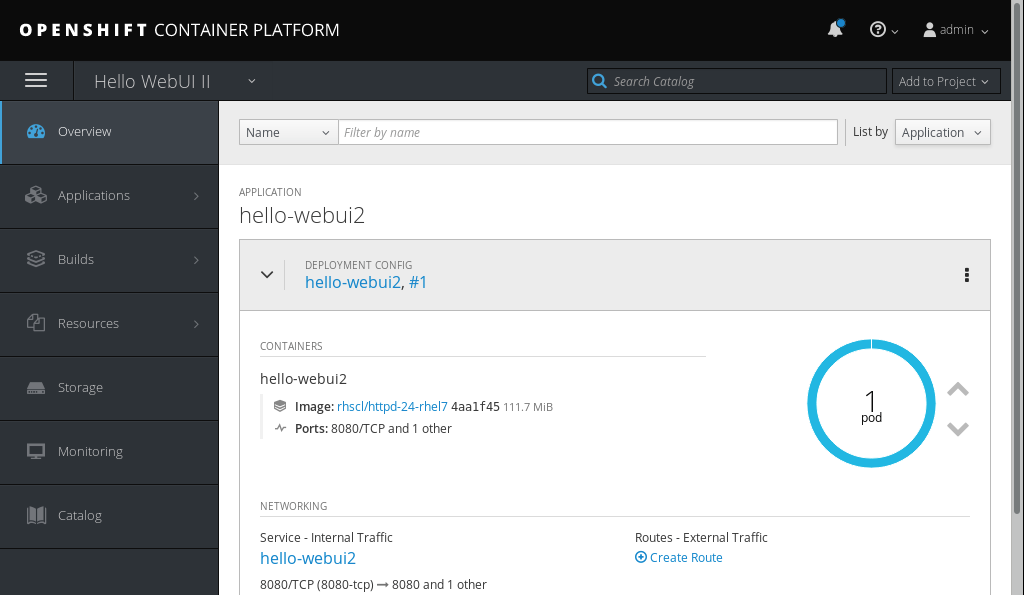 OPENSHIFT CONTAINER PLATFORM
admin
Hello WebUI II
Search Catalog
Add to Project
Overview
Applications
Builds
Resources
Storage
Monitoring
Catalog
Name
Filter by name
List by
Application
APPLICATION
hello-webui2
DEPLOYMENT CONFIG
hello-webui2, #1
CONTAINERS
hello-webui2
Image: rhscl/httpd-24-rhel7 4aa1f45 111.7 MiB
Ports: 8080/TCP and 1 other
1
pod
NETWORKING
Service - Internal Traffic
hello-webui2
8080/TCP (8080-tcp) → 8080 and 1 other
Routes - External Traffic
Create Route